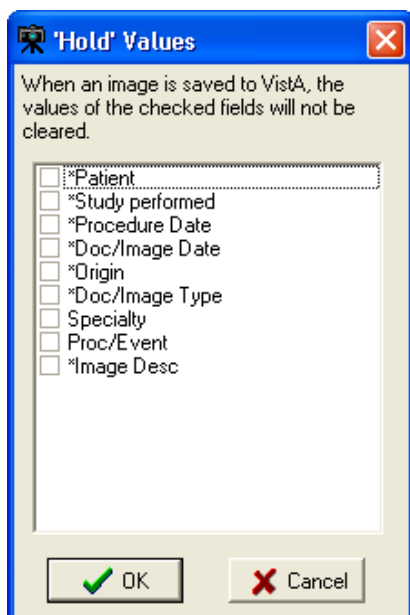 'Hold' Values
When an image is saved to VistA, the
values of the checked fields will not be
cleared.
*Patient
*Study performed
*Procedure Date
*Doc/Image Date
*Origin
*Doc/Image Type
Specialty
Proc/Event
*Image Desc
OK
Cancel